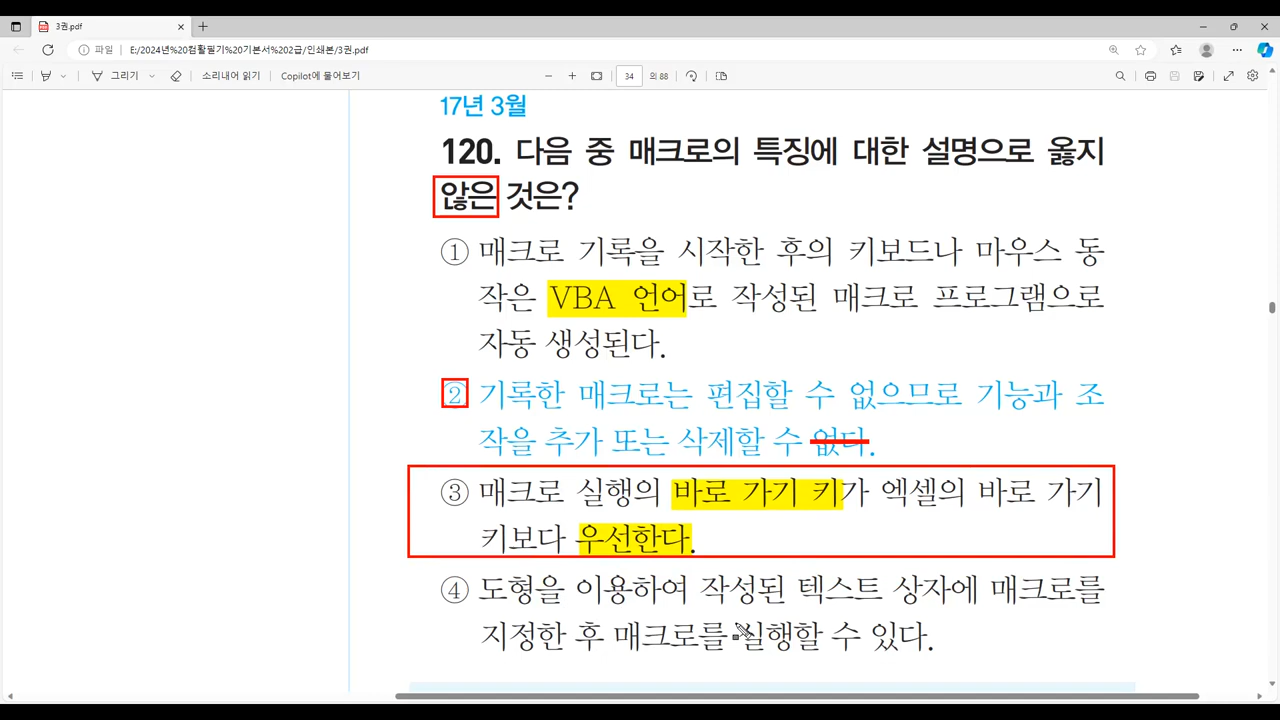 3권.pdf
파일 E:/2024년%20컴활필기%20기본서%202급/인쇄본/3권.pdf
그리기 소리내어 읽기 Copilot에 물어보기 34 의 88
17년 3월
120. 다음 중 매크로의 특징에 대한 설명으로 옳지
않은 것은?
① 매크로 기록을 시작한 후의 키보드나 마우스 동
작은 VBA 언어로 작성된 매크로 프로그램으로
자동 생성된다.
② 기록한 매크로는 편집할 수 없으므로 기능과 조
작을 추가 또는 삭제할 수 없다.
③ 매크로 실행의 바로 가기 키가 엑셀의 바로 가기
키보다 우선한다.
④ 도형을 이용하여 작성된 텍스트 상자에 매크로를
지정한 후 매크로를 실행할 수 있다.